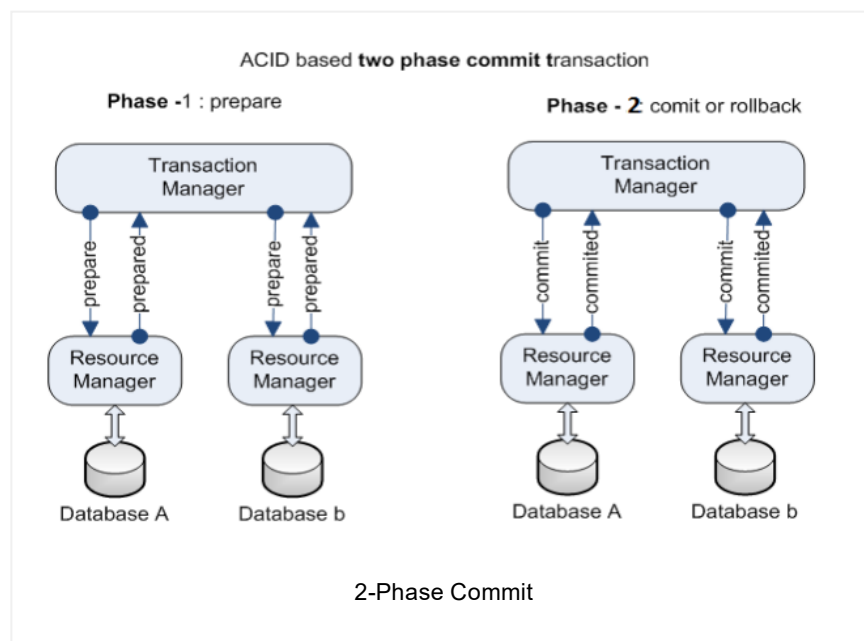 ACID based two phase commit transaction
Phase -1 : prepare
Phase - 2: comit or rollback
Transaction
Manager
Transaction
Manager
prepare
prepared
prepare
prepared
commit
commited
commit
commited
Resource
Manager
Resource
Manager
Resource
Manager
Resource
Manager
Database A
Database b
Database A
Database b
2-Phase Commit